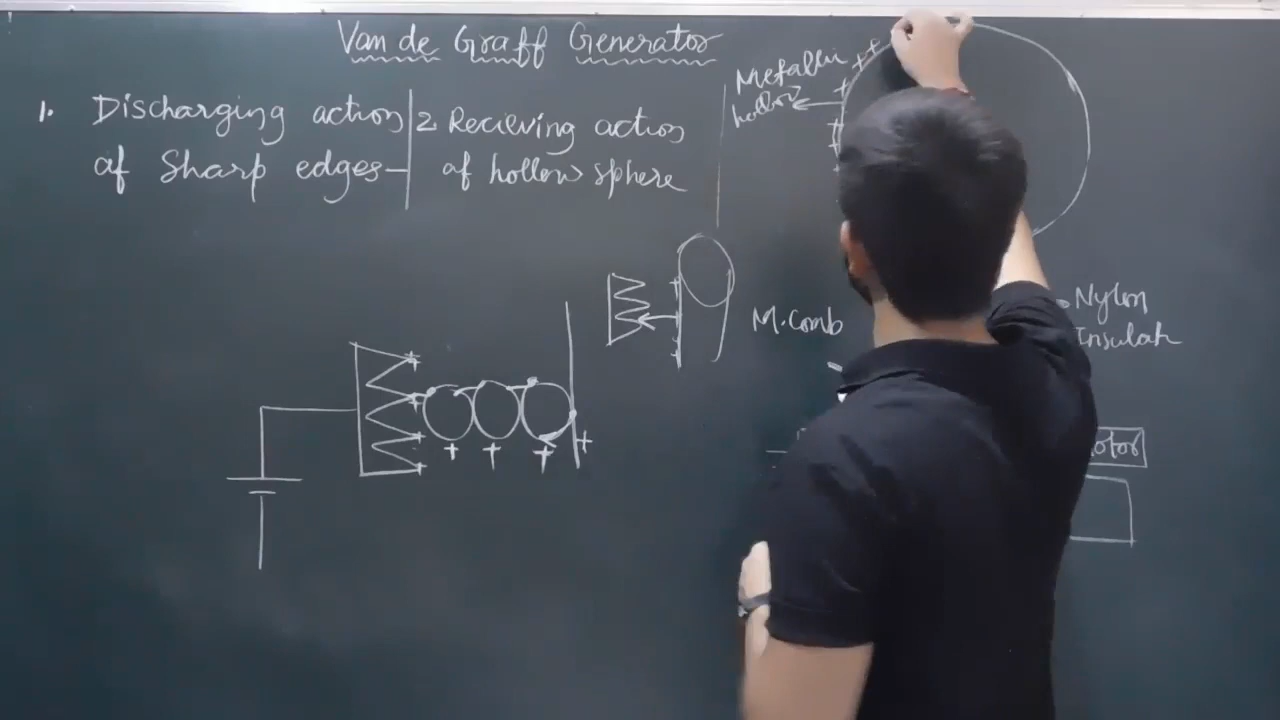 Van de Graff Generator
1. Discharging action
of Sharp edges-
2 Recieving action
of hollow sphere
Metallic
hollow
M.Comb
Nylon
Insulat
otor